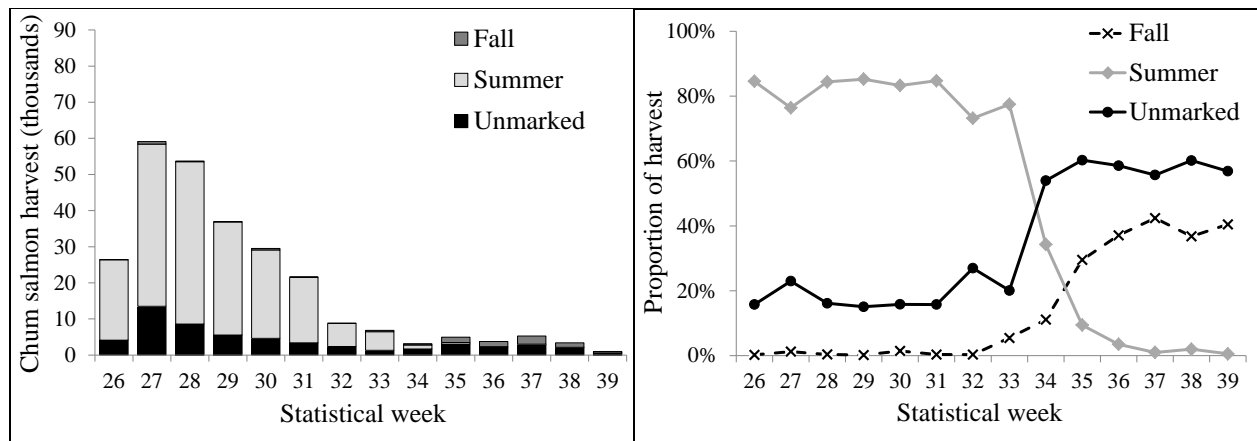 Chum salmon harvest (thousands)
90
80
70
60
50
40
30
20
10
0
Fall
Summer
Unmarked
26 27 28 29 30 31 32 33 34 35 36 37 38 39
Statistical week
Proportion of harvest
100%
80%
60%
40%
20%
0%
Fall
Summer
Unmarked
26 27 28 29 30 31 32 33 34 35 36 37 38 39
Statistical week